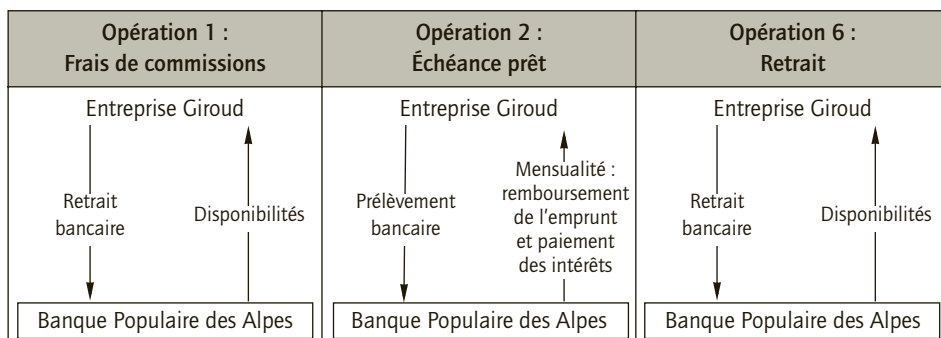 Opération 1 :
Frais de commissions
Opération 2 :
Échéance prêt
Opération 6 :
Retrait
Entreprise Giroud
Retrait
bancaire
Disponibilités
Banque Populaire des Alpes
Entreprise Giroud
Prélèvement
bancaire
Mensualité :
remboursement
de l'emprunt
et paiement
des intérêts
Banque Populaire des Alpes
Entreprise Giroud
Retrait
bancaire
Disponibilités
Banque Populaire des Alpes